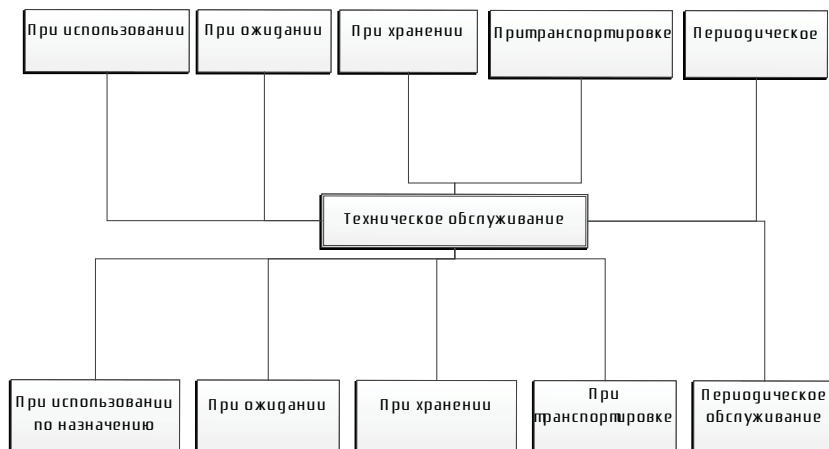 При использовании
При ожидании
При хранении
Притранспортировке
Периодическое
Техническое обслуживание
При использовании
по назначению
При ожидании
При хранении
При
транспортировке
Периодическое
обслуживание